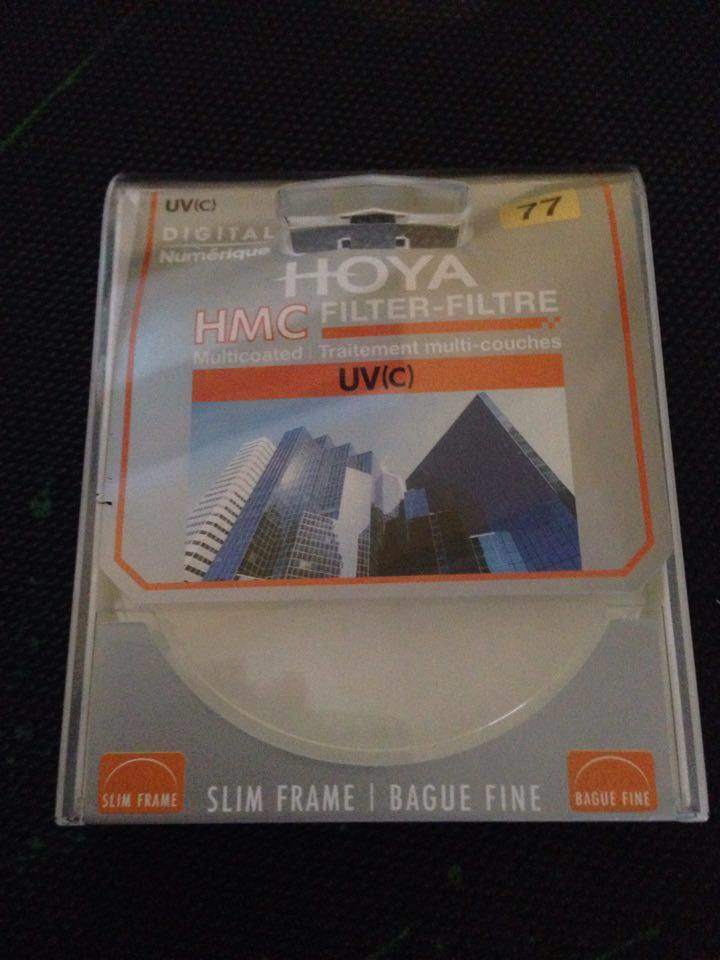 UV(C)
77
DIGITAL
Numérique
HOYA
HMC FILTER-FILTRE
Multicoated | Traitement multi-couches
UV(C)
SLIM FRAME
SLIM FRAME | BAGUE FINE
BAGUE FINE